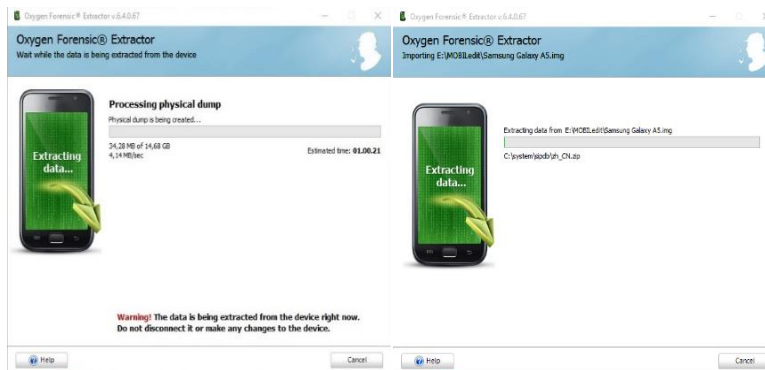 Oxygen Forensic® Extractor v.6.4.0.67
Oxygen Forensic® Extractor
Wait while the data is being extracted from the device
Extracting
data...
Processing physical dump
Physical dump is being created...
34,28 MB of 14,68 GB
4,14 MB/sec
Estimated time: 01.00.21
Warning! The data is being extracted from the device right now.
Do not disconnect it or make any changes to the device.
Help
Cancel
Oxygen Forensic® Extractor v.6.4.0.67
Oxygen Forensic® Extractor
Importing E:\MOBILedit\Samsung Galaxy A5.img
Extracting
data...
Extracting data from E:\MOBILedit\Samsung Galaxy A5.img
C:\system\sipdb\zh_CN.zip
Help
Cancel